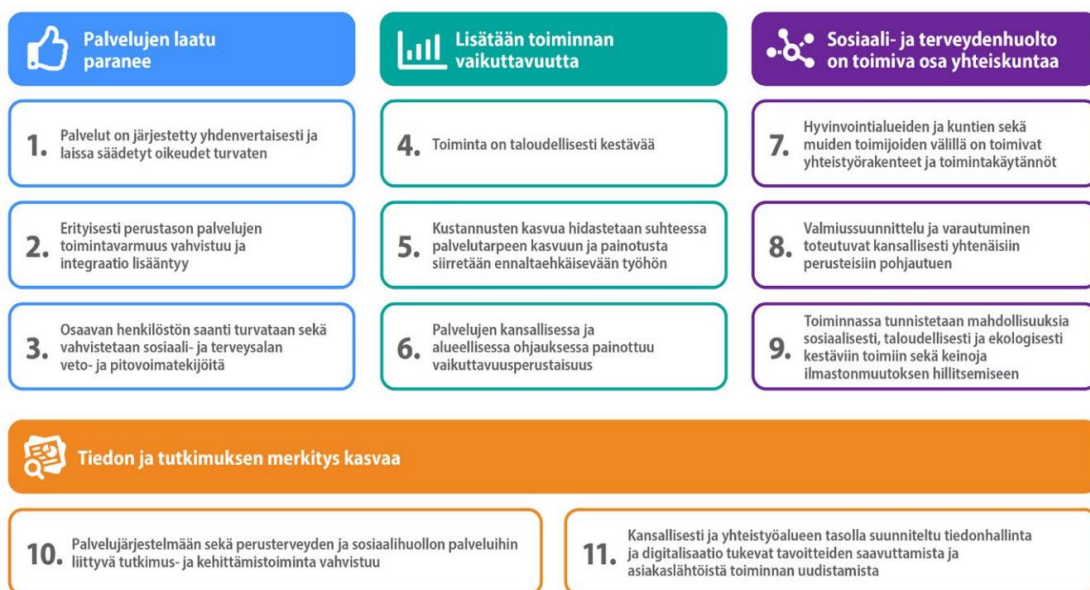 Palvelujen laatu
paranee
1. Palvelut on järjestetty yhdenvertaisesti ja
laissa säädetyt oikeudet turvaten
2. Erityisesti perustason palvelujen
toimintavarmuus vahvistuu ja
integraatio lisääntyy
3. Osaavan henkilöstön saanti turvataan sekä
vahvistetaan sosiaali- ja terveysalan
veto- ja pitovoimatekijöitä
Lisätään toiminnan
vaikuttavuutta
4. Toiminta on taloudellisesti kestävää
5. Kustannusten kasvua hidastetaan suhteessa
palvelutarpeen kasvuun ja painotusta
siirretään ennaltaehkäisevään työhön
6. Palvelujen kansallisessa ja
alueellisessa ohjauksessa painottuu
vaikuttavuusperustaisuus
Sosiaali- ja terveydenhuolto
on toimiva osa yhteiskuntaa
7. Hyvinvointialueiden ja kuntien sekä
muiden toimijoiden välillä on toimivat
yhteistyörakenteet ja toimintakäytännöt
8. Valmiussuunnittelu ja varautuminen
toteutuvat kansallisesti yhtenäisiin
perusteisiin pohjautuen
9. Toiminnassa tunnistetaan mahdollisuuksia
sosiaalisesti, taloudellisesti ja ekologisesti
kestäviin toimiin sekä keinoja
ilmastonmuutoksen hillitsemiseen
Tiedon ja tutkimuksen merkitys kasvaa
10. Palvelujärjestelmään sekä perusterveyden ja sosiaalihuollon palveluihin
liittyvä tutkimus- ja kehittämistoiminta vahvistuu
11. Kansallisesti ja yhteistyöalueen tasolla suunniteltu tiedonhallinta
ja digitalisaatio tukevat tavoitteiden saavuttamista ja
asiakaslähtöistä toiminnan uudistamista